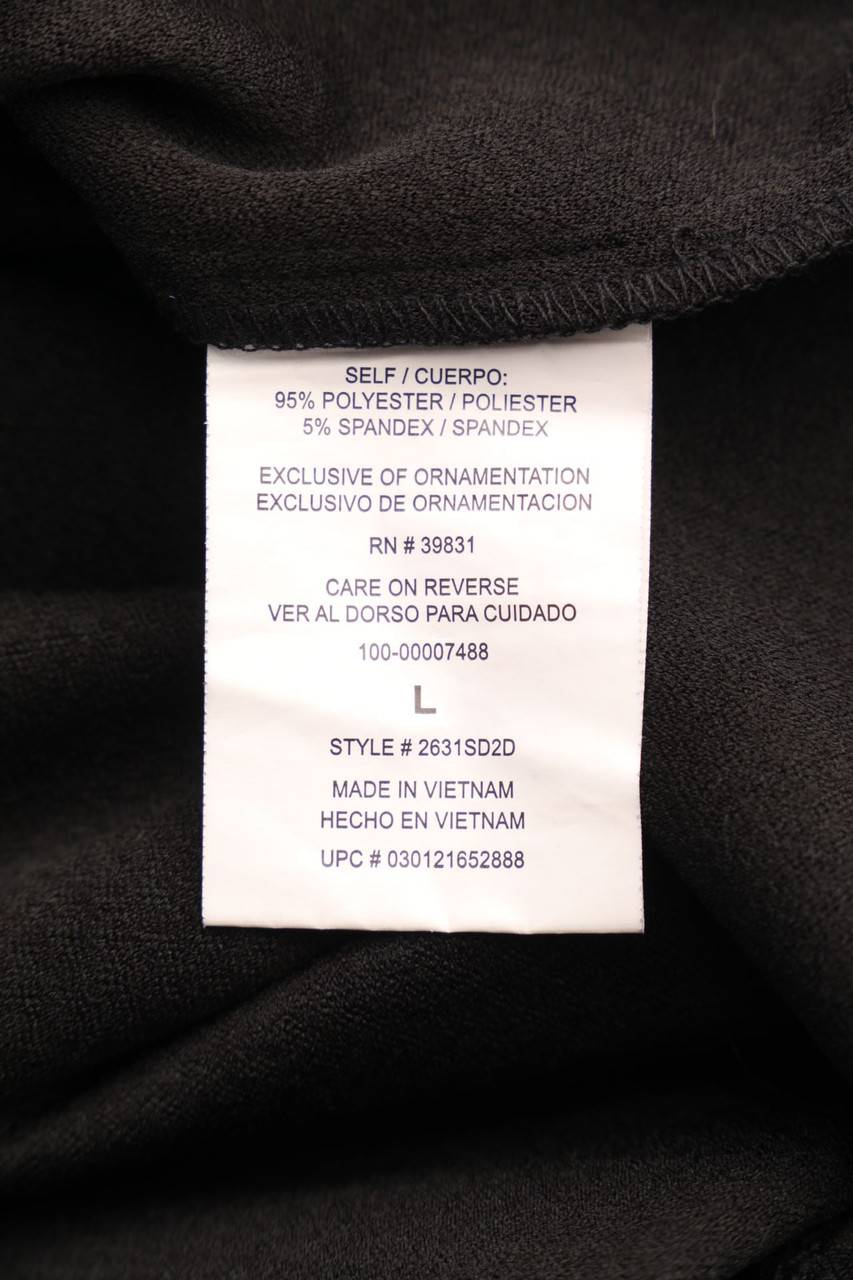 SELF / CUERPO:
95% POLYESTER / POLIESTER
5% SPANDEX / SPANDEX
EXCLUSIVE OF ORNAMENTATION
EXCLUSIVO DE ORNAMENTACION
RN # 39831
CARE ON REVERSE
VER AL DORSO PARA CUIDADO
100-00007488
L
STYLE # 2631SD2D
MADE IN VIETNAM
HECHO EN VIETNAM
UPC # 030121652888